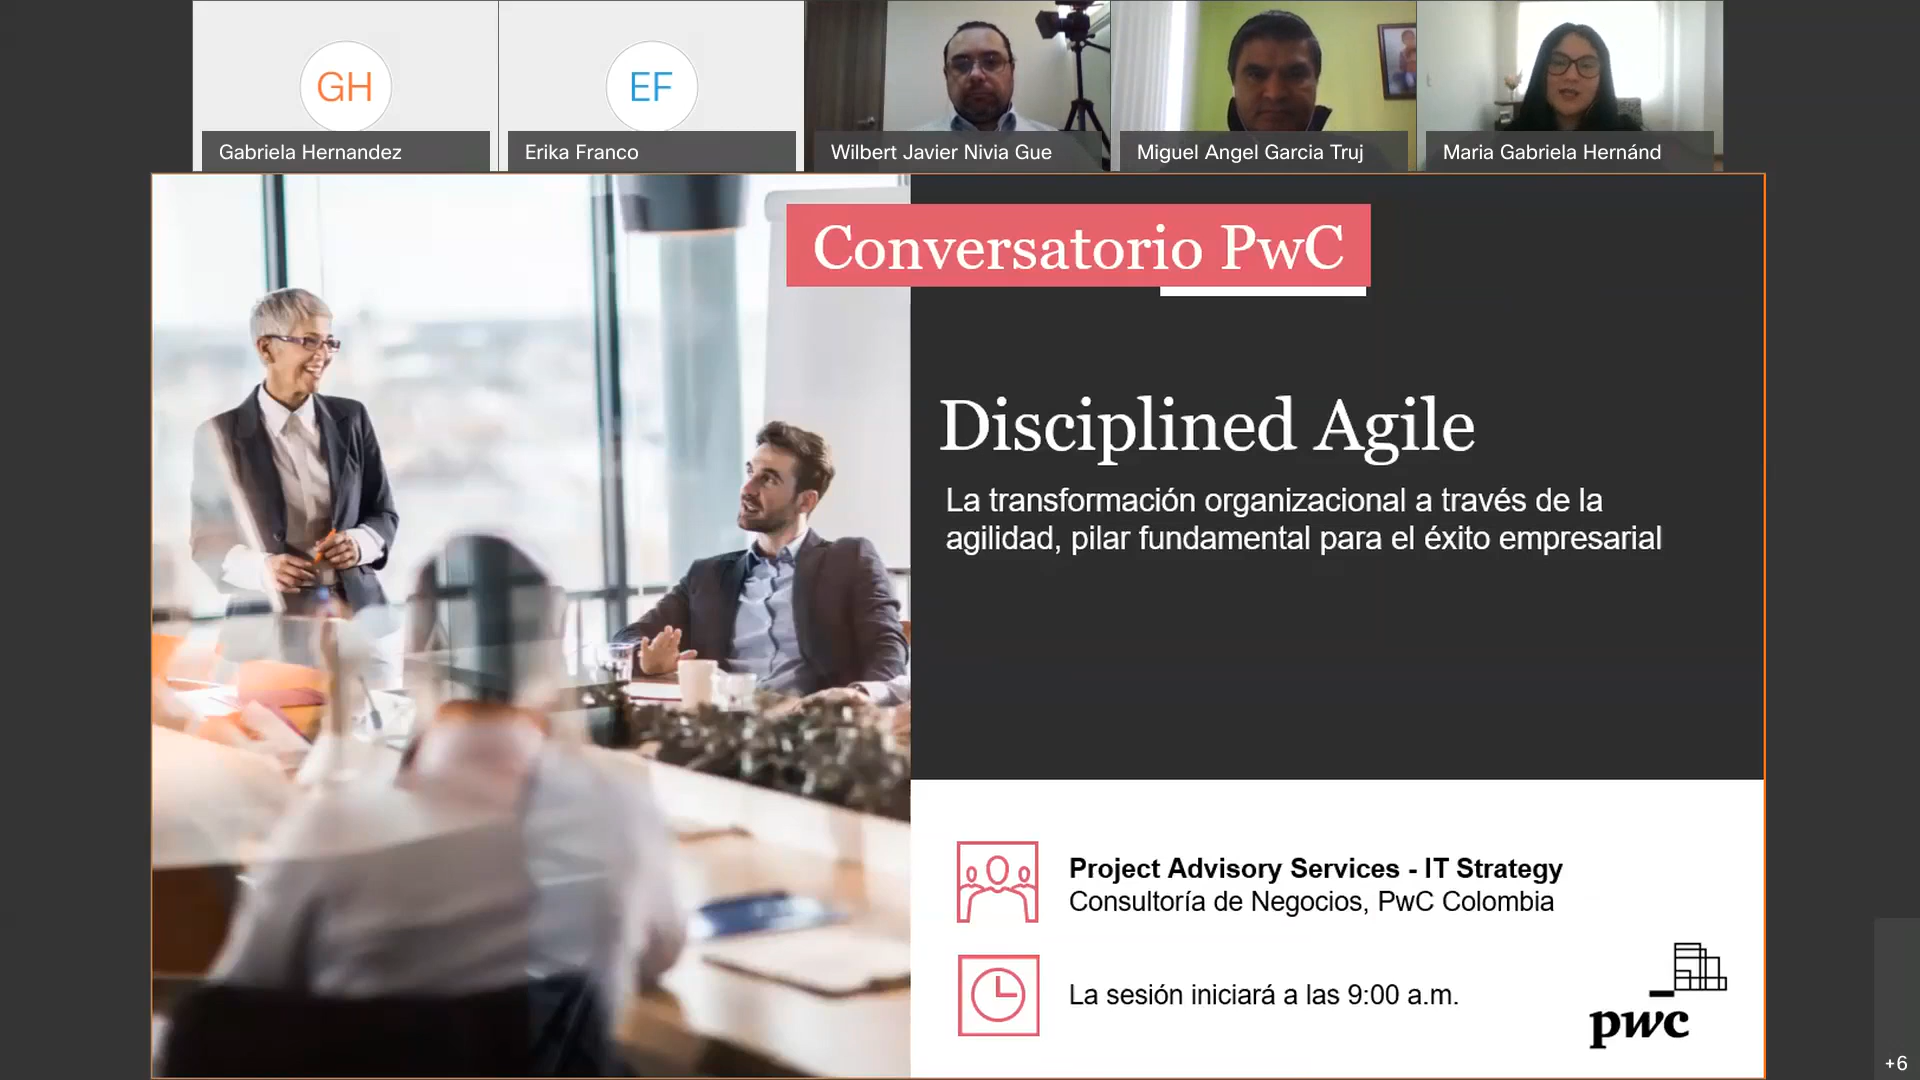 GH
EF
Gabriela Hernandez
Erika Franco
Wilbert Javier Nivia Gue
Miguel Angel Garcia Truj
Maria Gabriela Hernánd
Conversatorio PwC
Disciplined Agile
La transformación organizacional a través de la
agilidad, pilar fundamental para el éxito empresarial
Project Advisory Services - IT Strategy
Consultoría de Negocios, PwC Colombia
La sesión iniciará a las 9:00 a.m.
pwc
+6